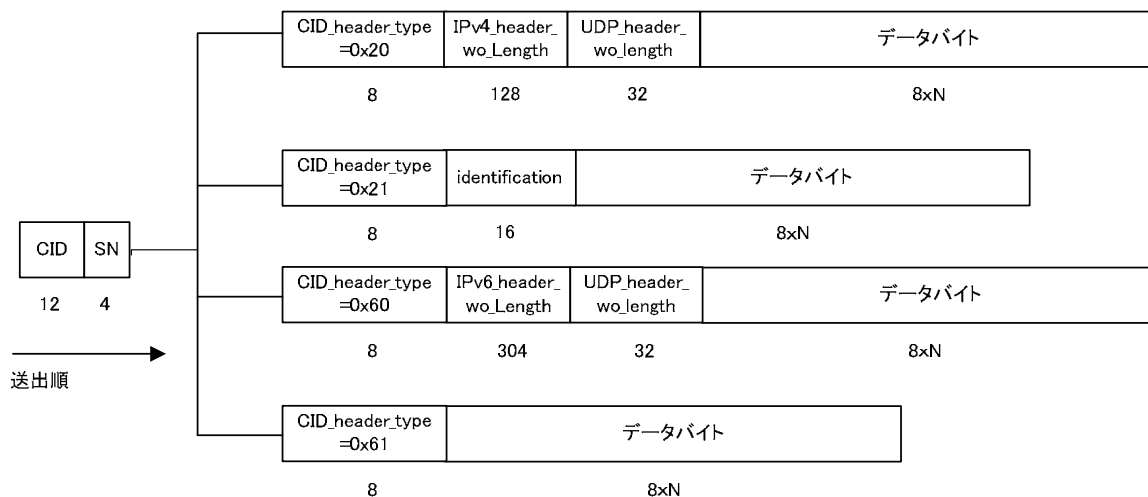 CID_header_type
=0x20
IPv4_header_
wo_Length
UDP_header_
wo_length
データバイト
8
128
32
8xN
CID_header_type
=0x21
identification
データバイト
8
16
8xN
CID
SN
12
4
送出順
CID_header_type
=0x60
IPv6_header_
wo_Length
UDP_header_
wo_length
データバイト
8
304
32
8xN
CID_header_type
=0x61
データバイト
8
8xN